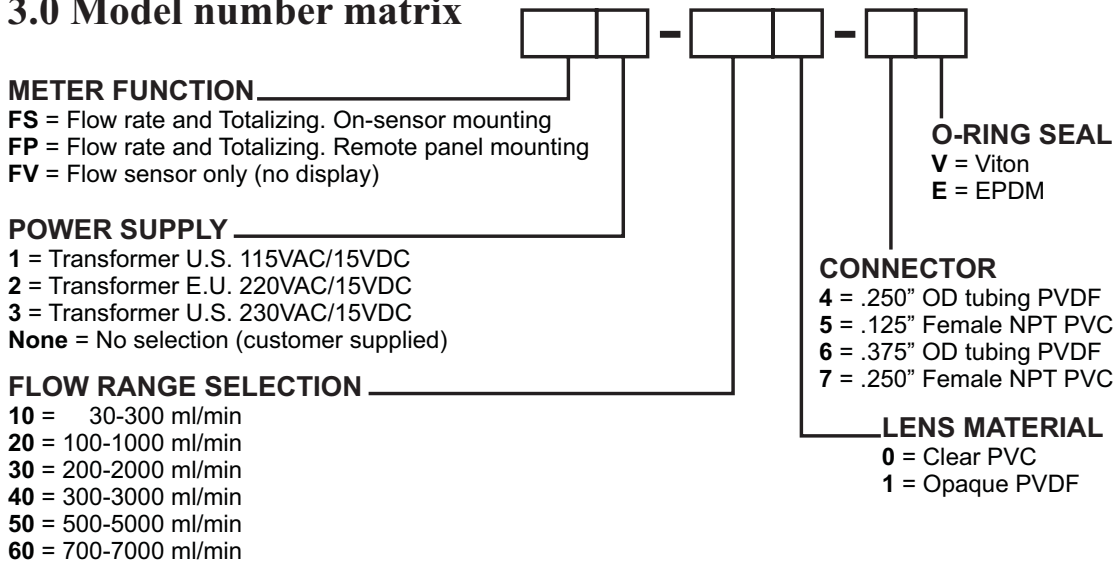 3.0 Model number matrix
- -
METER FUNCTION
FS = Flow rate and Totalizing. On-sensor mounting
FP = Flow rate and Totalizing. Remote panel mounting
FV = Flow sensor only (no display)
POWER SUPPLY
1 = Transformer U.S. 115VAC/15VDC
2 = Transformer E.U. 220VAC/15VDC
3 = Transformer U.S. 230VAC/15VDC
None = No selection (customer supplied)
FLOW RANGE SELECTION
10 = 30-300 ml/min
20 = 100-1000 ml/min
30 = 200-2000 ml/min
40 = 300-3000 ml/min
50 = 500-5000 ml/min
60 = 700-7000 ml/min
O-RING SEAL
V = Viton
E = EPDM
CONNECTOR
4 = .250” OD tubing PVDF
5 = .125” Female NPT PVC
6 = .375” OD tubing PVDF
7 = .250” Female NPT PVC
LENS MATERIAL
0 = Clear PVC
1 = Opaque PVDF